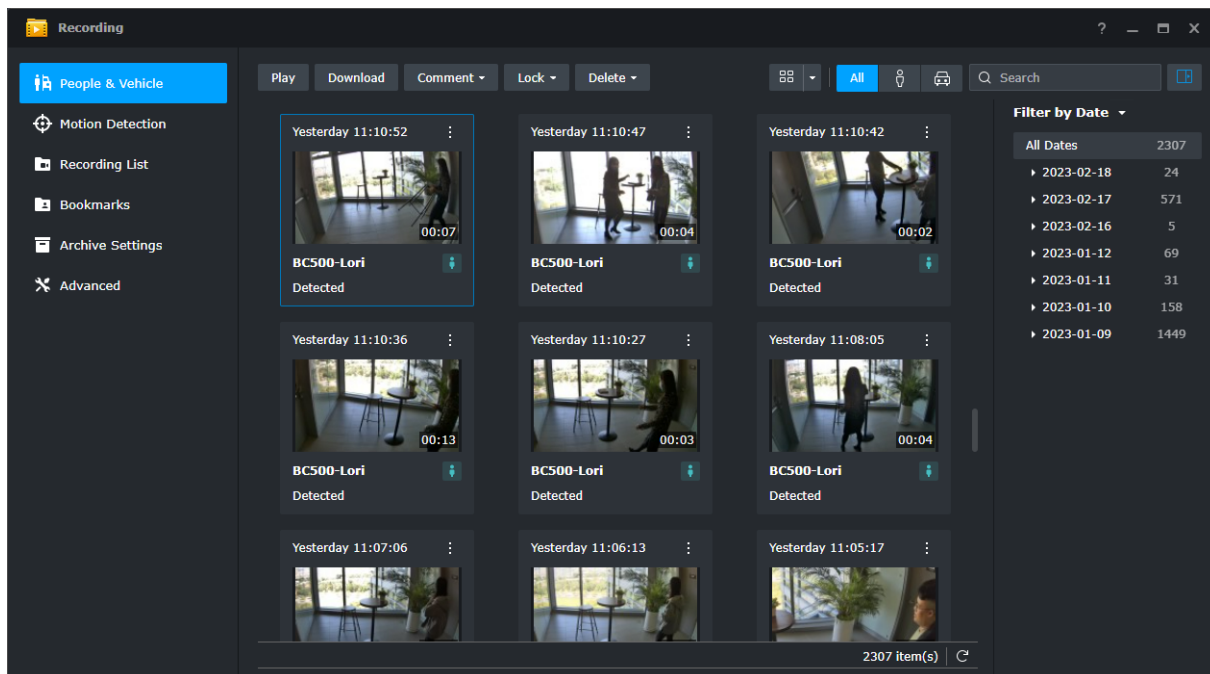 Recording
?
People & Vehicle
Motion Detection
Recording List
Bookmarks
Archive Settings
Advanced
Play Download Comment Lock Delete
All
Search
Yesterday 11:10:52
00:07
BC500-Lori
Detected
Yesterday 11:10:47
00:04
BC500-Lori
Detected
Yesterday 11:10:42
00:02
BC500-Lori
Detected
Yesterday 11:10:36
00:13
BC500-Lori
Detected
Yesterday 11:10:27
00:03
BC500-Lori
Detected
Yesterday 11:08:05
00:04
BC500-Lori
Detected
Yesterday 11:07:06
Yesterday 11:06:13
Yesterday 11:05:17
2307 item(s)
Filter by Date
All Dates 2307
2023-02-18 24
2023-02-17 571
2023-02-16 5
2023-01-12 69
2023-01-11 31
2023-01-10 158
2023-01-09 1449